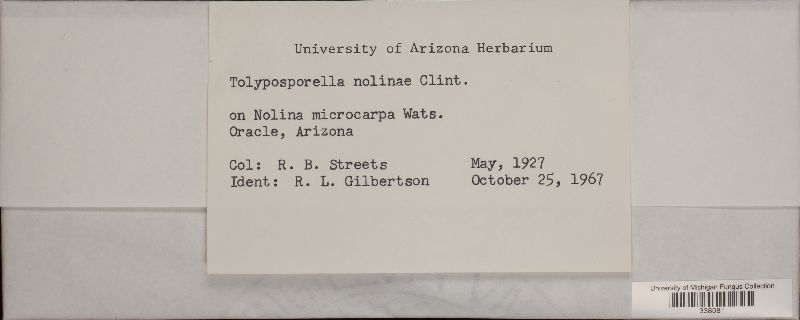 University of Arizona Herbarium
Tolyposporella nolinae Clint.
on Nolina microcarpa Wats.
Oracle, Arizona
Col: R. B. Streets May, 1927
Ident: R. L. Gilbertson October 25, 1967
University of Michigan Fungus Collection
338081